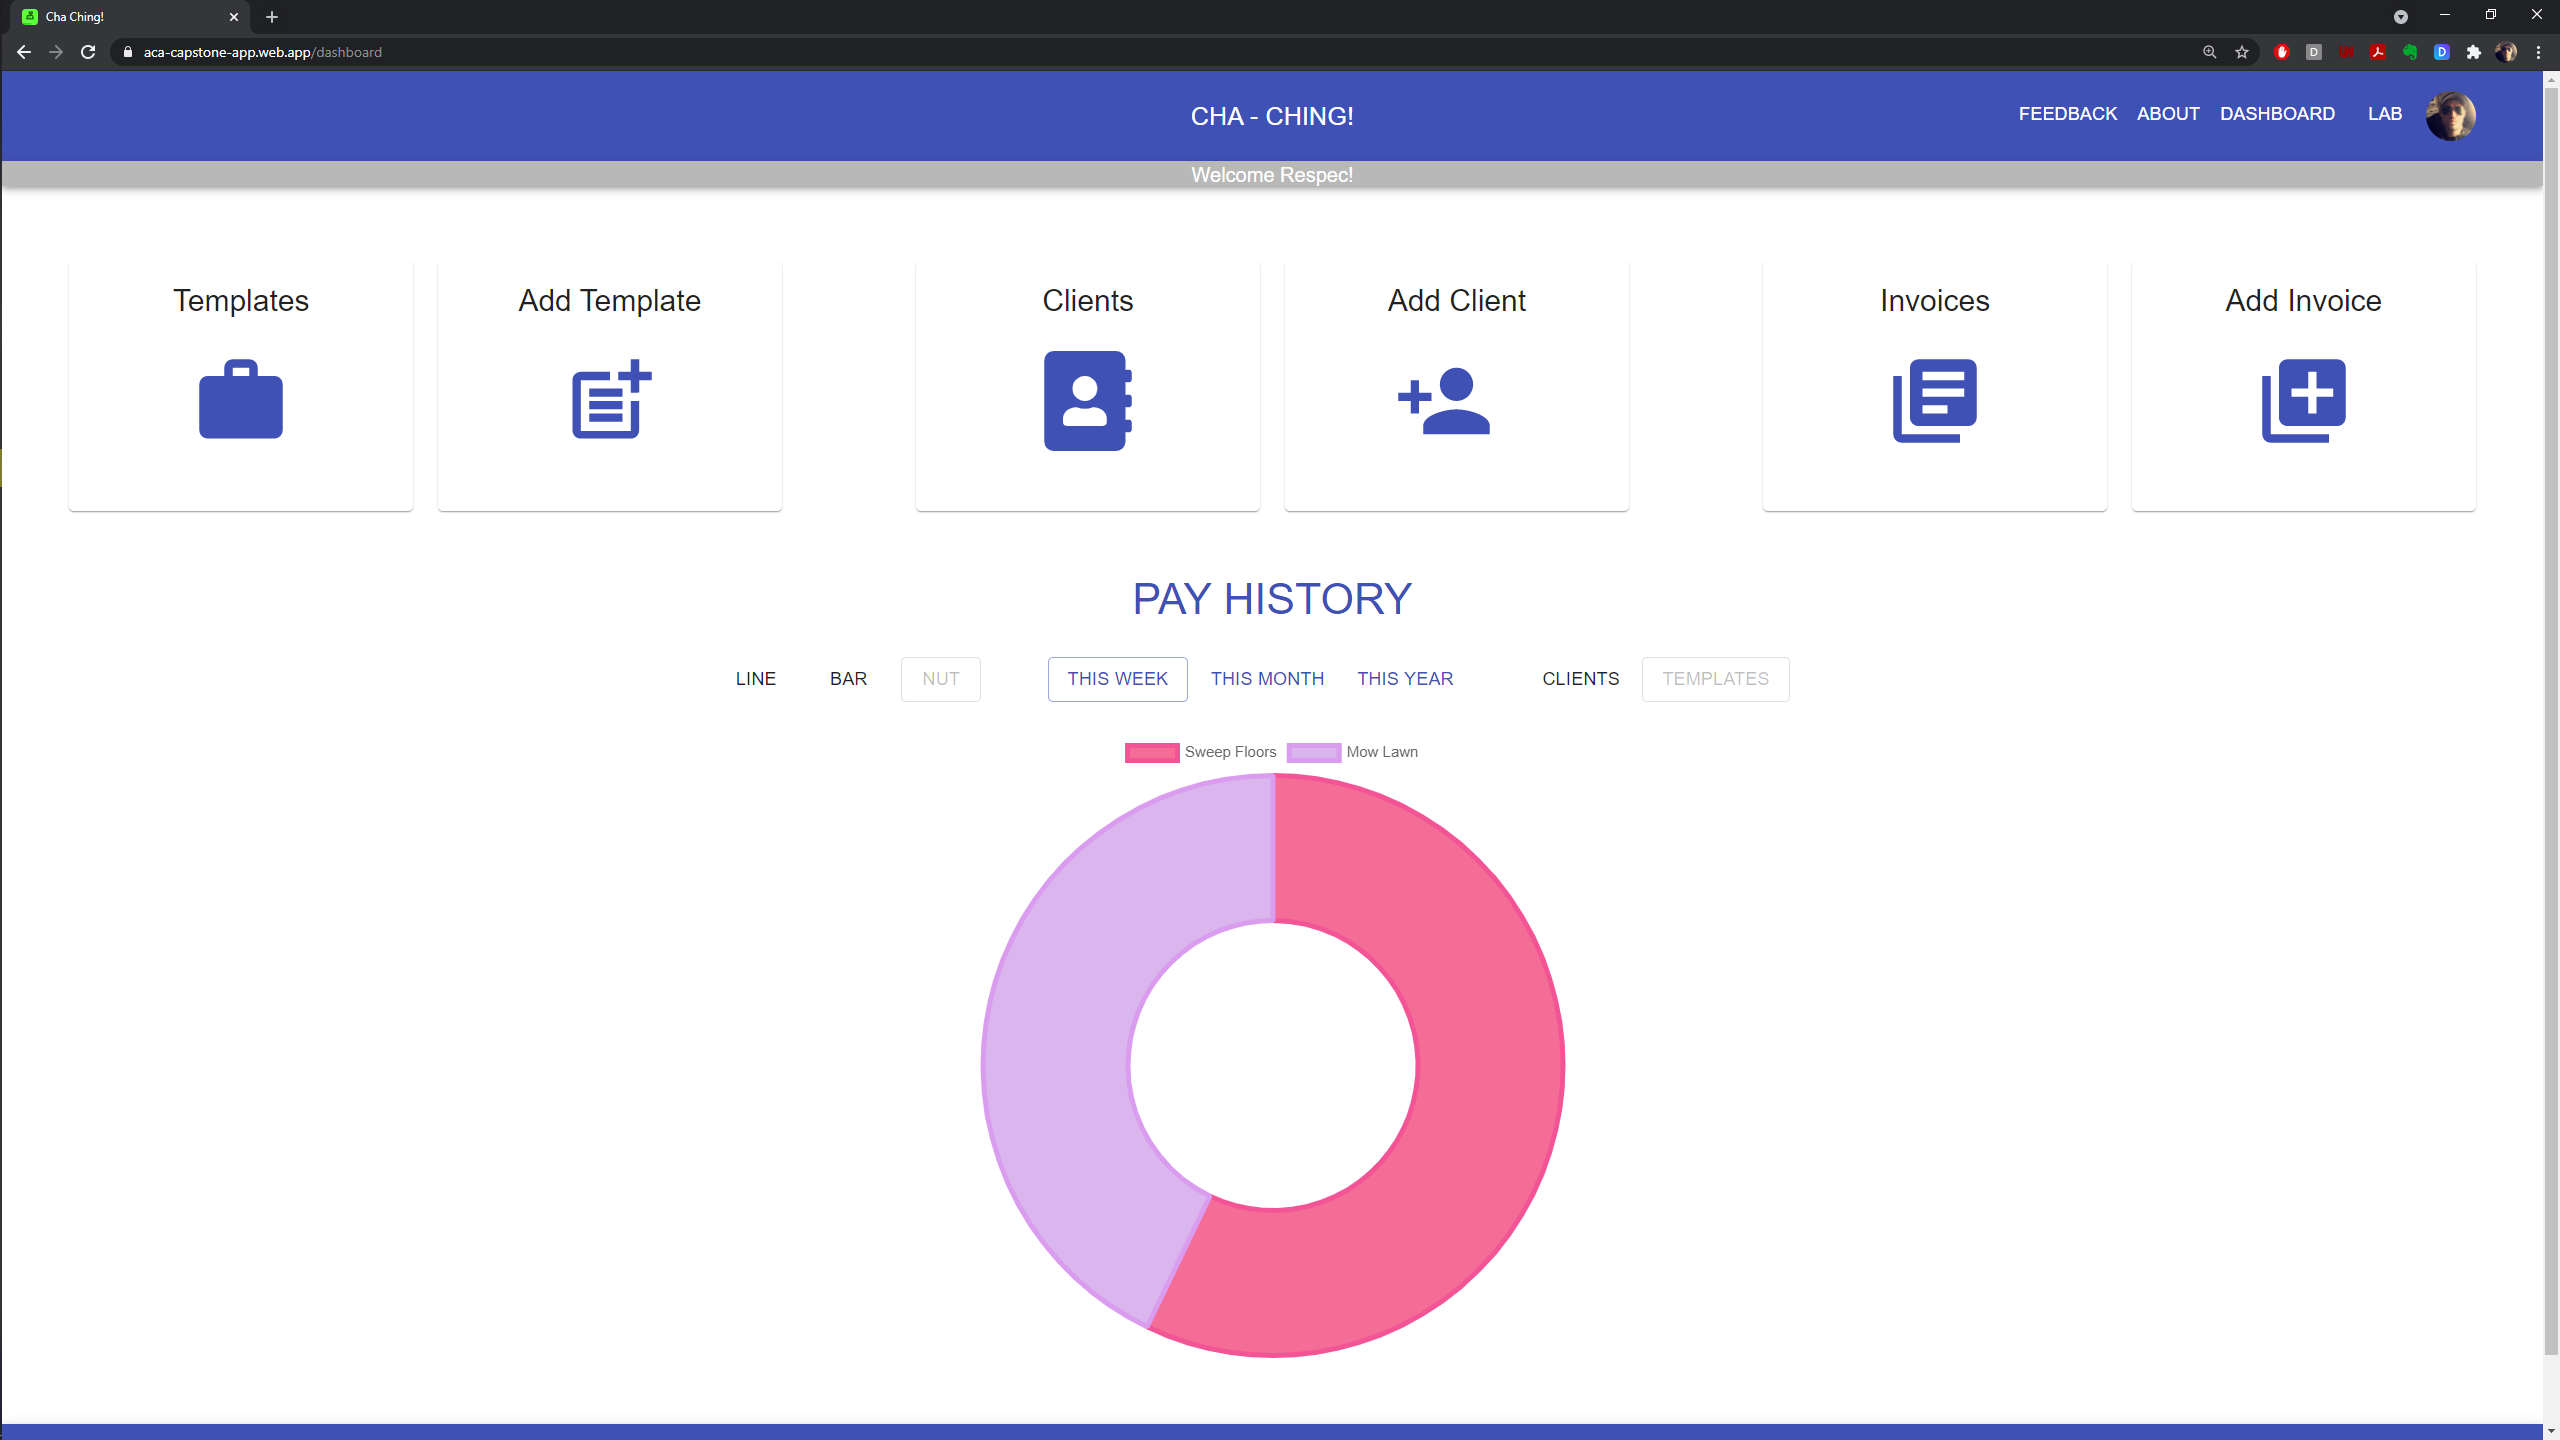 Cha Ching!
aca-capstone-app.web.app/dashboard
CHA - CHING!
FEEDBACK ABOUT DASHBOARD LAB
Welcome Respec!
Templates Add Template Clients Add Client Invoices Add Invoice
PAY HISTORY
LINE BAR NUT THIS WEEK THIS MONTH THIS YEAR CLIENTS TEMPLATES
Sweep Floors Mow Lawn